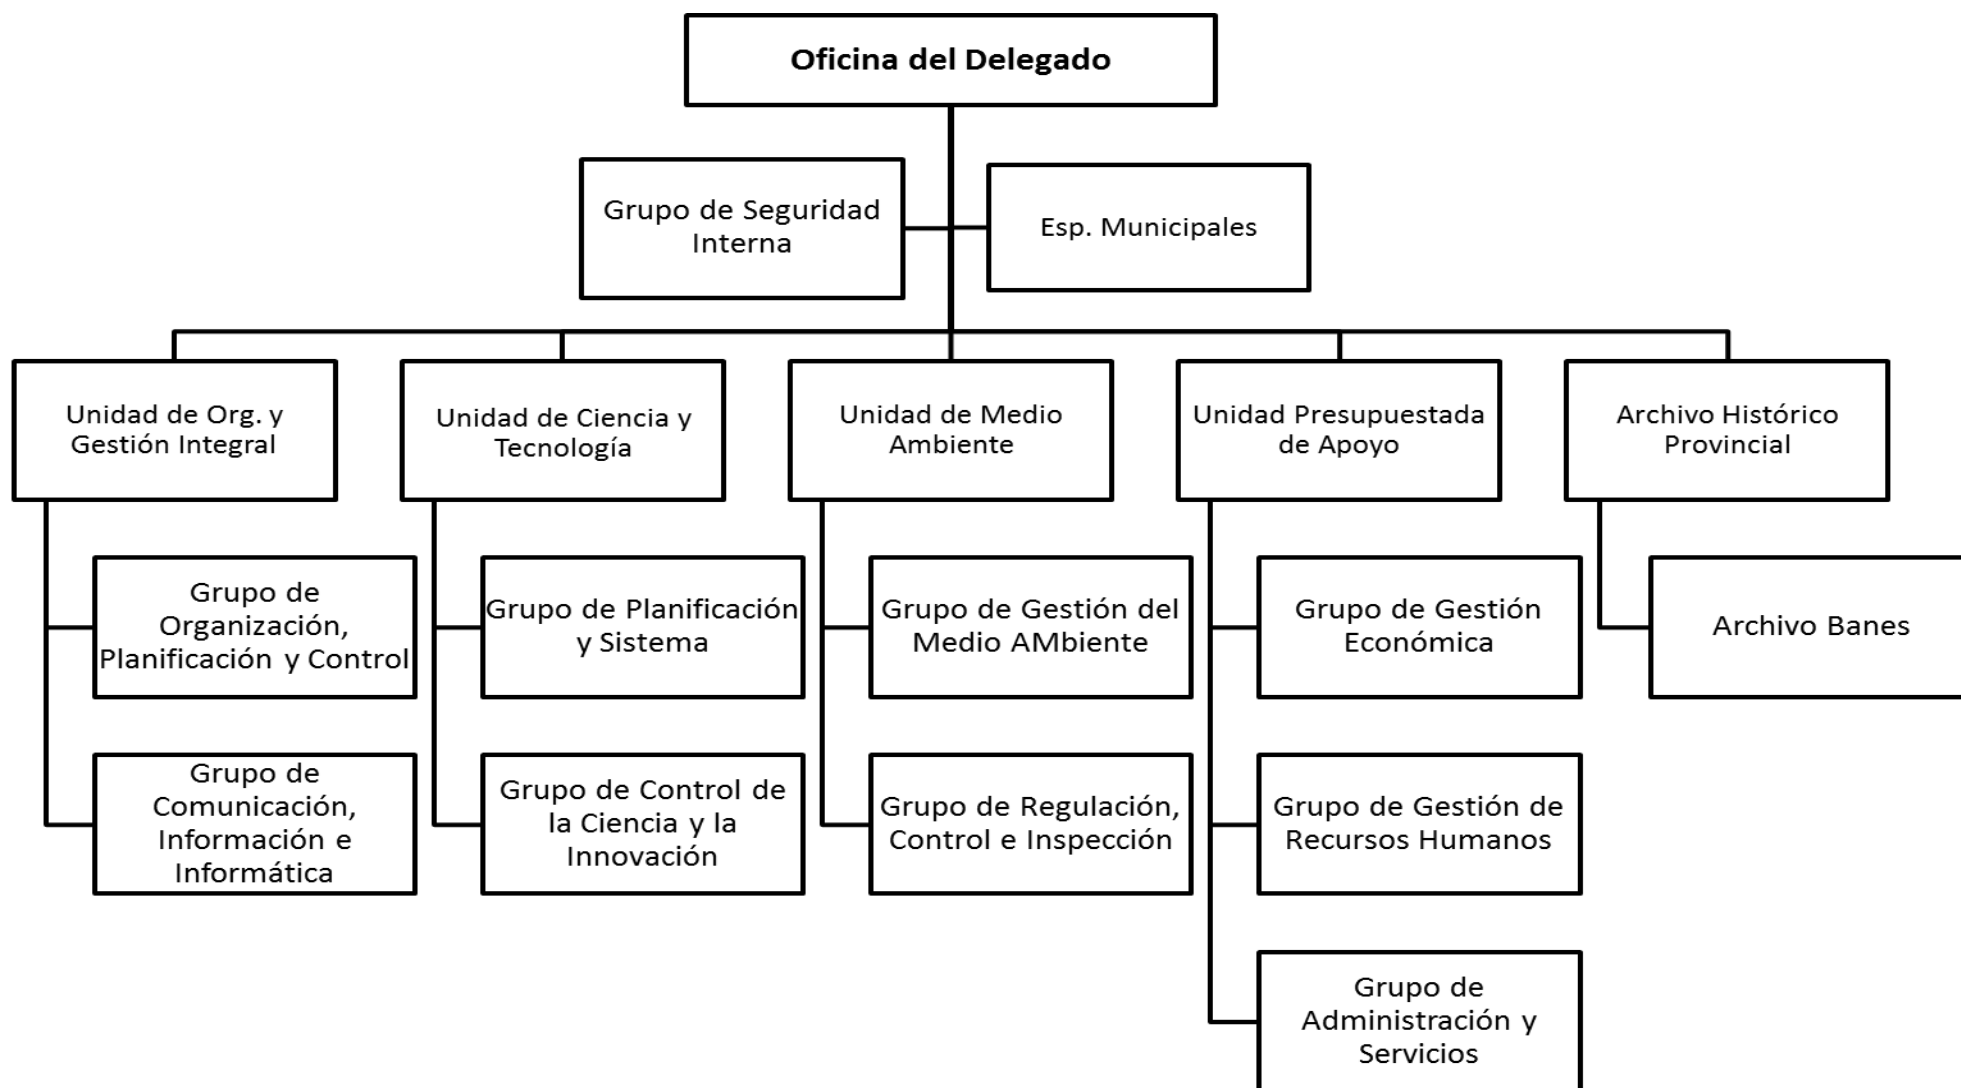 Oficina del Delegado
Grupo de Seguridad
Interna
Esp. Municipales
Unidad de Org. y
Gestión Integral
Unidad de Ciencia y
Tecnología
Unidad de Medio
Ambiente
Unidad Presupuestada
de Apoyo
Archivo Histórico
Provincial
Grupo de
Organización,
Planificación y Control
Grupo de Planificación
y Sistema
Grupo de Gestión del
Medio AMbiente
Grupo de Gestión
Económica
Archivo Banes
Grupo de
Comunicación,
Información e
Informática
Grupo de Control de
la Ciencia y la
Innovación
Grupo de Regulación,
Control e Inspección
Grupo de Gestión de
Recursos Humanos
Grupo de
Administración y
Servicios